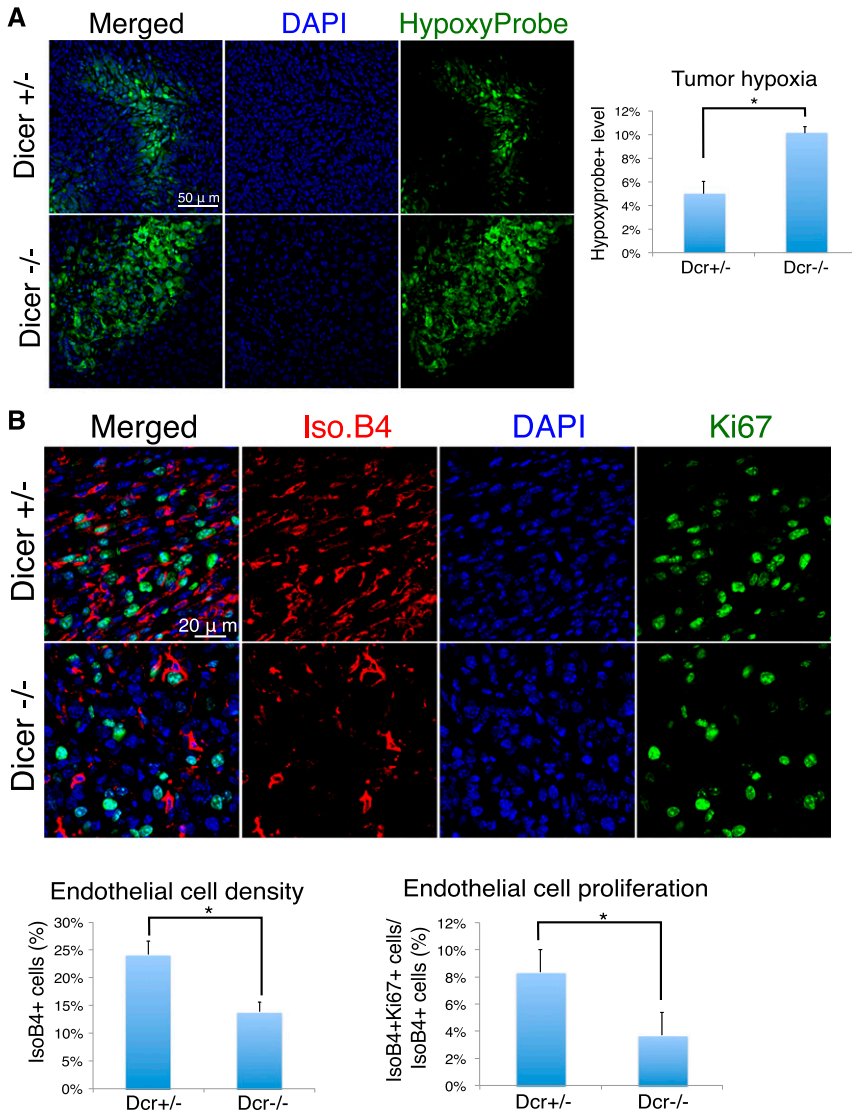 A
Merged DAPI HypoxyProbe
Dicer +/-
50 µ m
Dicer -/-
Tumor hypoxia
Hypoxyprobe+ level
12%
10%
8%
6%
4%
2%
0%
*
Dcr+/- Dcr-/-
B
Merged Iso.B4 DAPI Ki67
Dicer +/-
20 µ m
Dicer -/-
Endothelial cell density
IsoB4+ cells (%)
30%
25%
20%
15%
10%
5%
0%
*
Dcr+/- Dcr-/-
Endothelial cell proliferation
IsoB4+Ki67+ cells/
IsoB4+ cells (%)
12%
10%
8%
6%
4%
2%
0%
*
Dcr+/- Dcr-/-